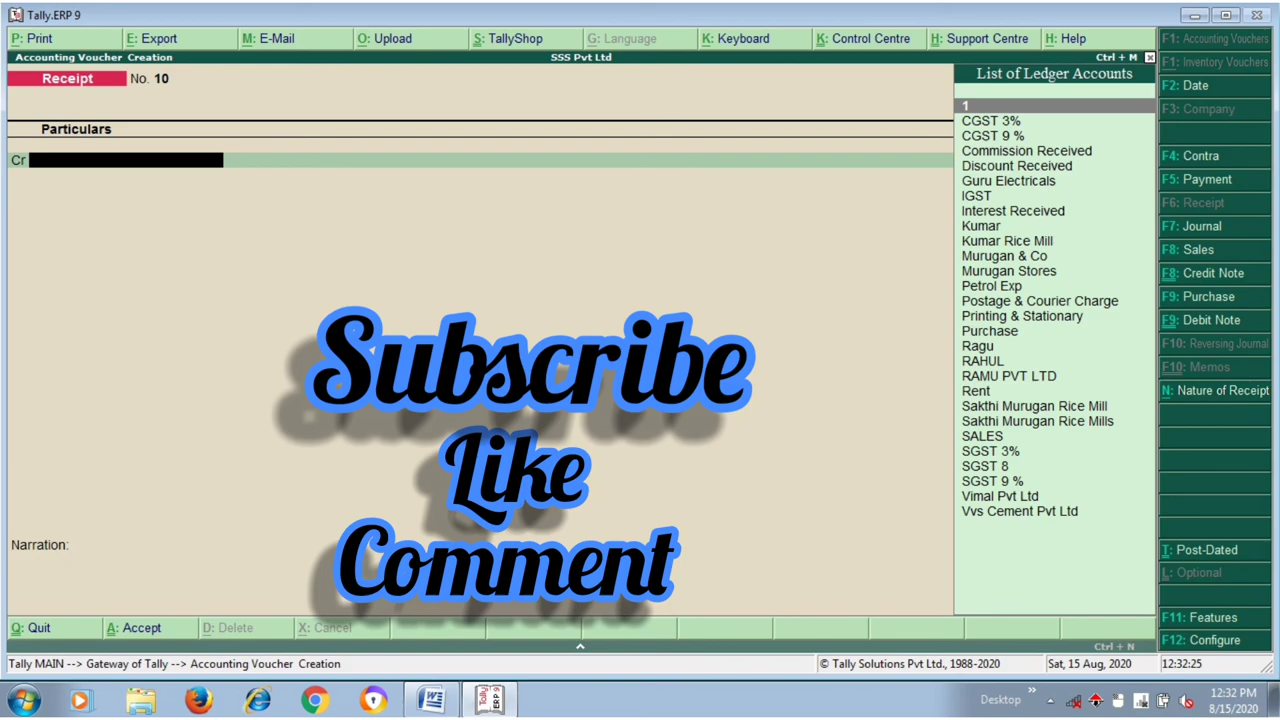 Tally.ERP 9
P: Print E: Export M: E-Mail O: Upload S: TallyShop G: Language K: Keyboard K: Control Centre H: Support Centre H: Help
Accounting Voucher Creation SSS Pvt Ltd Ctrl + M
Receipt No. 10
Particulars
Cr
List of Ledger Accounts
1
CGST 3%
CGST 9 %
Commission Received
Discount Received
Guru Electricals
IGST
Interest Received
Kumar
Kumar Rice Mill
Murugan & Co
Murugan Stores
Petrol Exp
Postage & Courier Charge
Printing & Stationary
Purchase
Ragu
RAHUL
RAMU PVT LTD
Rent
Sakthi Murugan Rice Mill
Sakthi Murugan Rice Mills
SALES
SGST 3%
SGST 8
SGST 9 %
Vimal Pvt Ltd
Vvs Cement Pvt Ltd
F1: Accounting Vouchers
F1: Inventory Vouchers
F2: Date
F3: Company
F4: Contra
F5: Payment
F6: Receipt
F7: Journal
F8: Sales
F8: Credit Note
F9: Purchase
F9: Debit Note
F10: Reversing Journal
F10: Memos
N: Nature of Receipt
T: Post-Dated
L: Optional
F11: Features
F12: Configure
Subscribe
Like
Comment
Narration:
Q: Quit A: Accept D: Delete X: Cancel
Ctrl + N
Tally MAIN --> Gateway of Tally --> Accounting Voucher Creation © Tally Solutions Pvt Ltd., 1988-2020 Sat, 15 Aug, 2020 12:32:25
Desktop 12:32 PM
8/15/2020